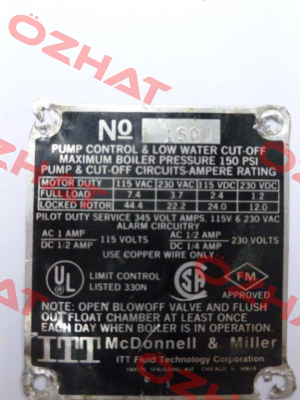 ÖZHAT
No
PUMP CONTROL & LOW WATER CUT-OFF
MAXIMUM BOILER PRESSURE 150 PSI
PUMP & CUT-OFF CIRCUITS-AMPERE RATING
MOTOR DUTY 115 VAC 230 VAC 115 VDC 230 VDC
FULL LOAD 7.4 3.7 2.4 1.2
LOCKED ROTOR 44.4 22.2 24.0 12.0
PILOT DUTY SERVICE 345 VOLT AMPS. 115V & 230 VAC
ALARM CIRCUITRY
AC 1 AMP AC 1/2 AMP
DC 1/2 AMP 115 VOLTS DC 1/4 AMP 230 VOLTS
USE COPPER WIRE ONLY
UL LIMIT CONTROL LISTED 330N SA FM
APPROVED
NOTE: OPEN BLOWOFF VALVE AND FLUSH
OUT FLOAT CHAMBER AT LEAST ONCE
EACH DAY WHEN BOILER IS IN OPERATION.
ITT McDonnell & Miller
ITT Fluid Technology Corporation
ÖZHAT